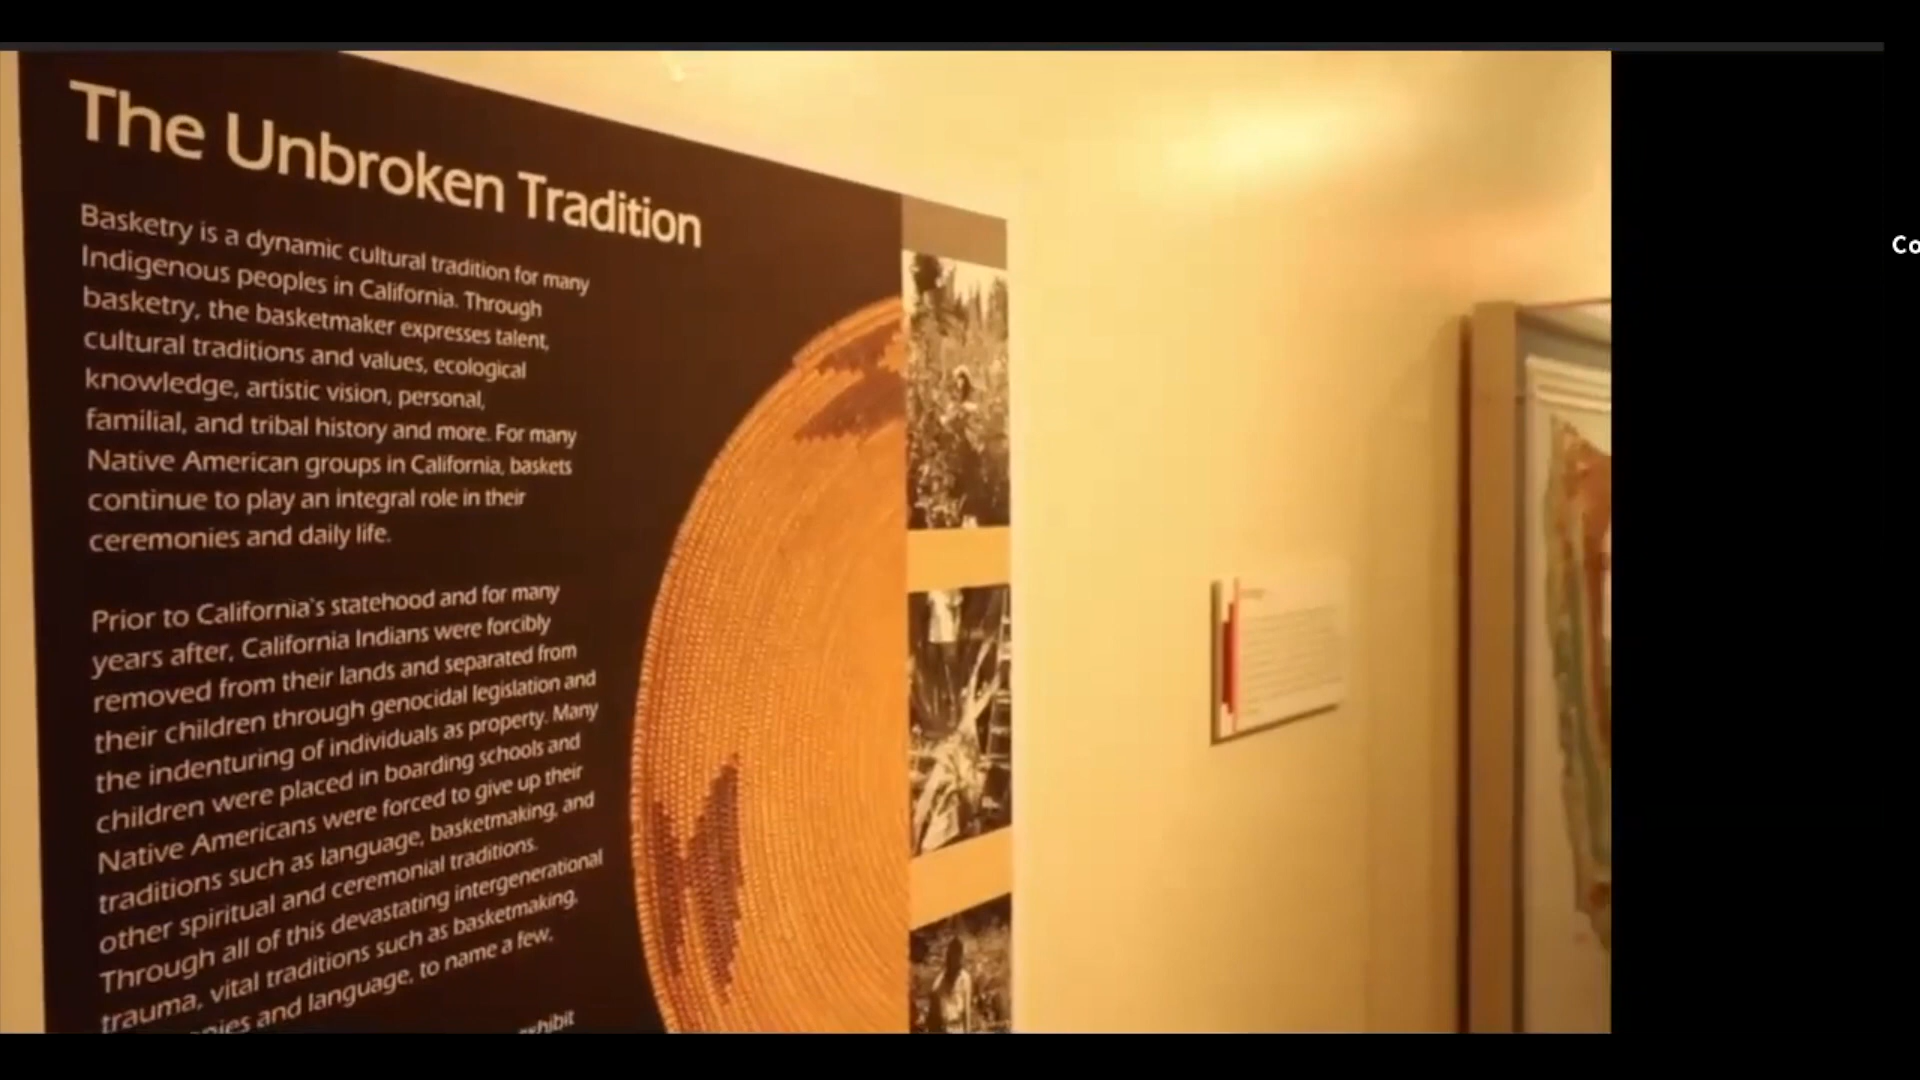 The Unbroken Tradition
Basketry is a dynamic cultural tradition for many
Indigenous peoples in California. Through
basketry, the basketmaker expresses talent,
cultural traditions and values, ecological
knowledge, artistic vision, personal,
familial, and tribal history and more. For many
Native American groups in California, baskets
continue to play an integral role in their
ceremonies and daily life.
Prior to California's statehood and for many
years after, California Indians were forcibly
removed from their lands and separated from
their children through genocidal legislation and
the indenturing of individuals as property. Many
children were placed in boarding schools and
Native Americans were forced to give up their
traditions such as language, basketmaking, and
other spiritual and ceremonial traditions.
Through all of this devastating intergenerational
trauma, vital traditions such as basketmaking,
and language, to name a few.
Co